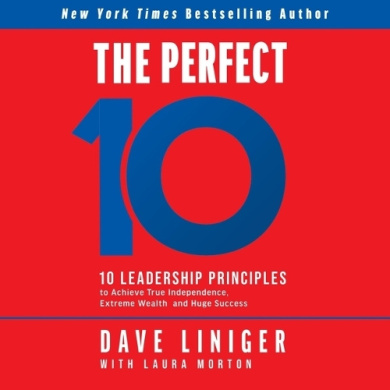 New York Times Bestselling Author
THE PERFECT
10
10 LEADERSHIP PRINCIPLES
to Achieve True Independence,
Extreme Wealth and Huge Success
DAVE LINIGER
WITH LAURA MORTON